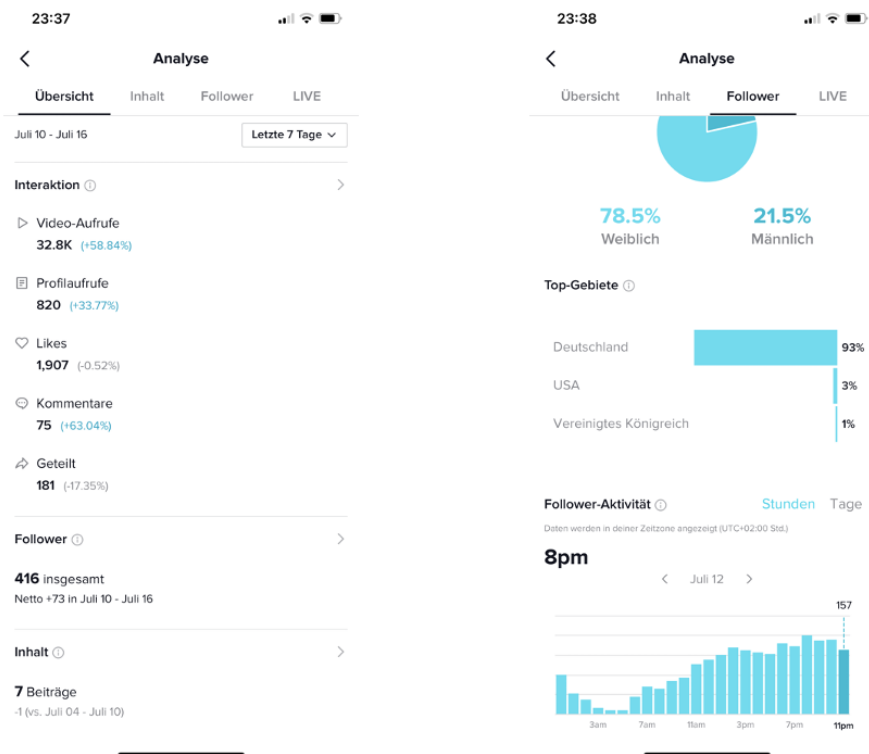 23:37
Analyse
Übersicht Inhalt Follower LIVE
Juli 10 - Juli 16 Letzte 7 Tage
Interaktion
Video-Aufrufe
32.8K (+58.84%)
Profilaufrufe
820 (+33.77%)
Likes
1,907 (-0.52%)
Kommentare
75 (+63.04%)
Geteilt
181 (-17.35%)
Follower
416 insgesamt
Netto +73 in Juli 10 - Juli 16
Inhalt
7 Beiträge
-1 (vs. Juli 04 - Juli 10)
23:38
Analyse
Übersicht Inhalt Follower LIVE
78.5% 21.5%
Weiblich Männlich
Top-Gebiete
Deutschland 93%
USA 3%
Vereinigtes Königreich 1%
Follower-Aktivität Stunden Tage
Daten werden in deiner Zeitzone angezeigt (UTC+02:00 Std.)
8pm
Juli 12
157
3am 7am 11am 3pm 7pm 11pm